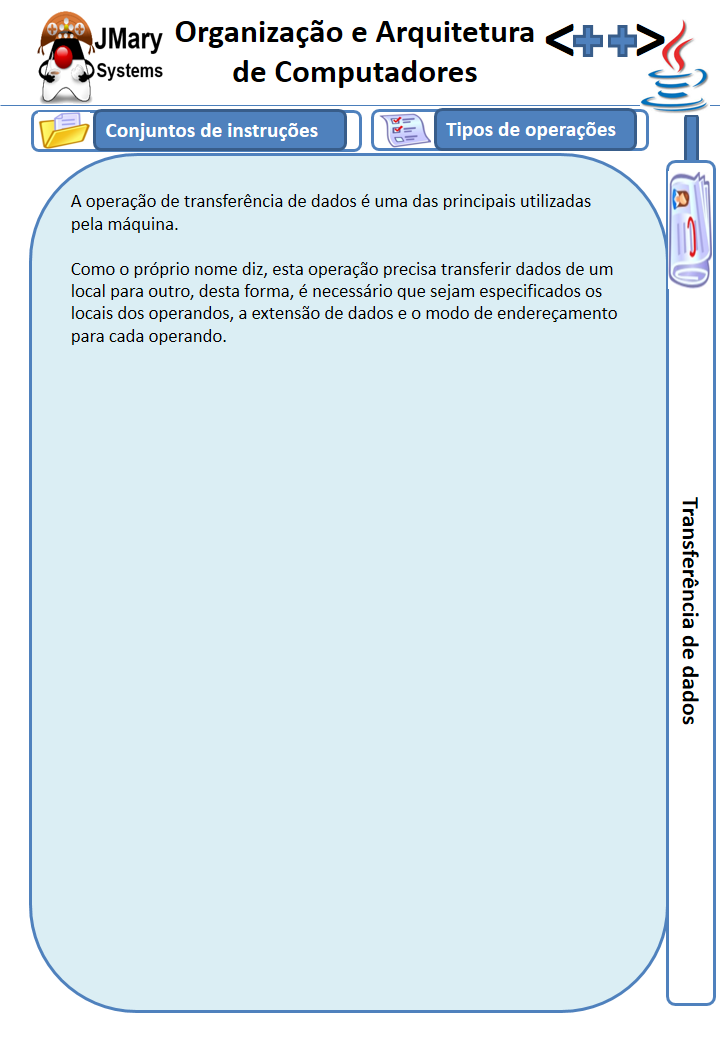 JMary
Systems
Organização e Arquitetura
de Computadores
<++>
Conjuntos de instruções
Tipos de operações
A operação de transferência de dados é uma das principais utilizadas
pela máquina.
Como o próprio nome diz, esta operação precisa transferir dados de um
local para outro, desta forma, é necessário que sejam especificados os
locais dos operandos, a extensão de dados e o modo de endereçamento
para cada operando.
Transferência de dados